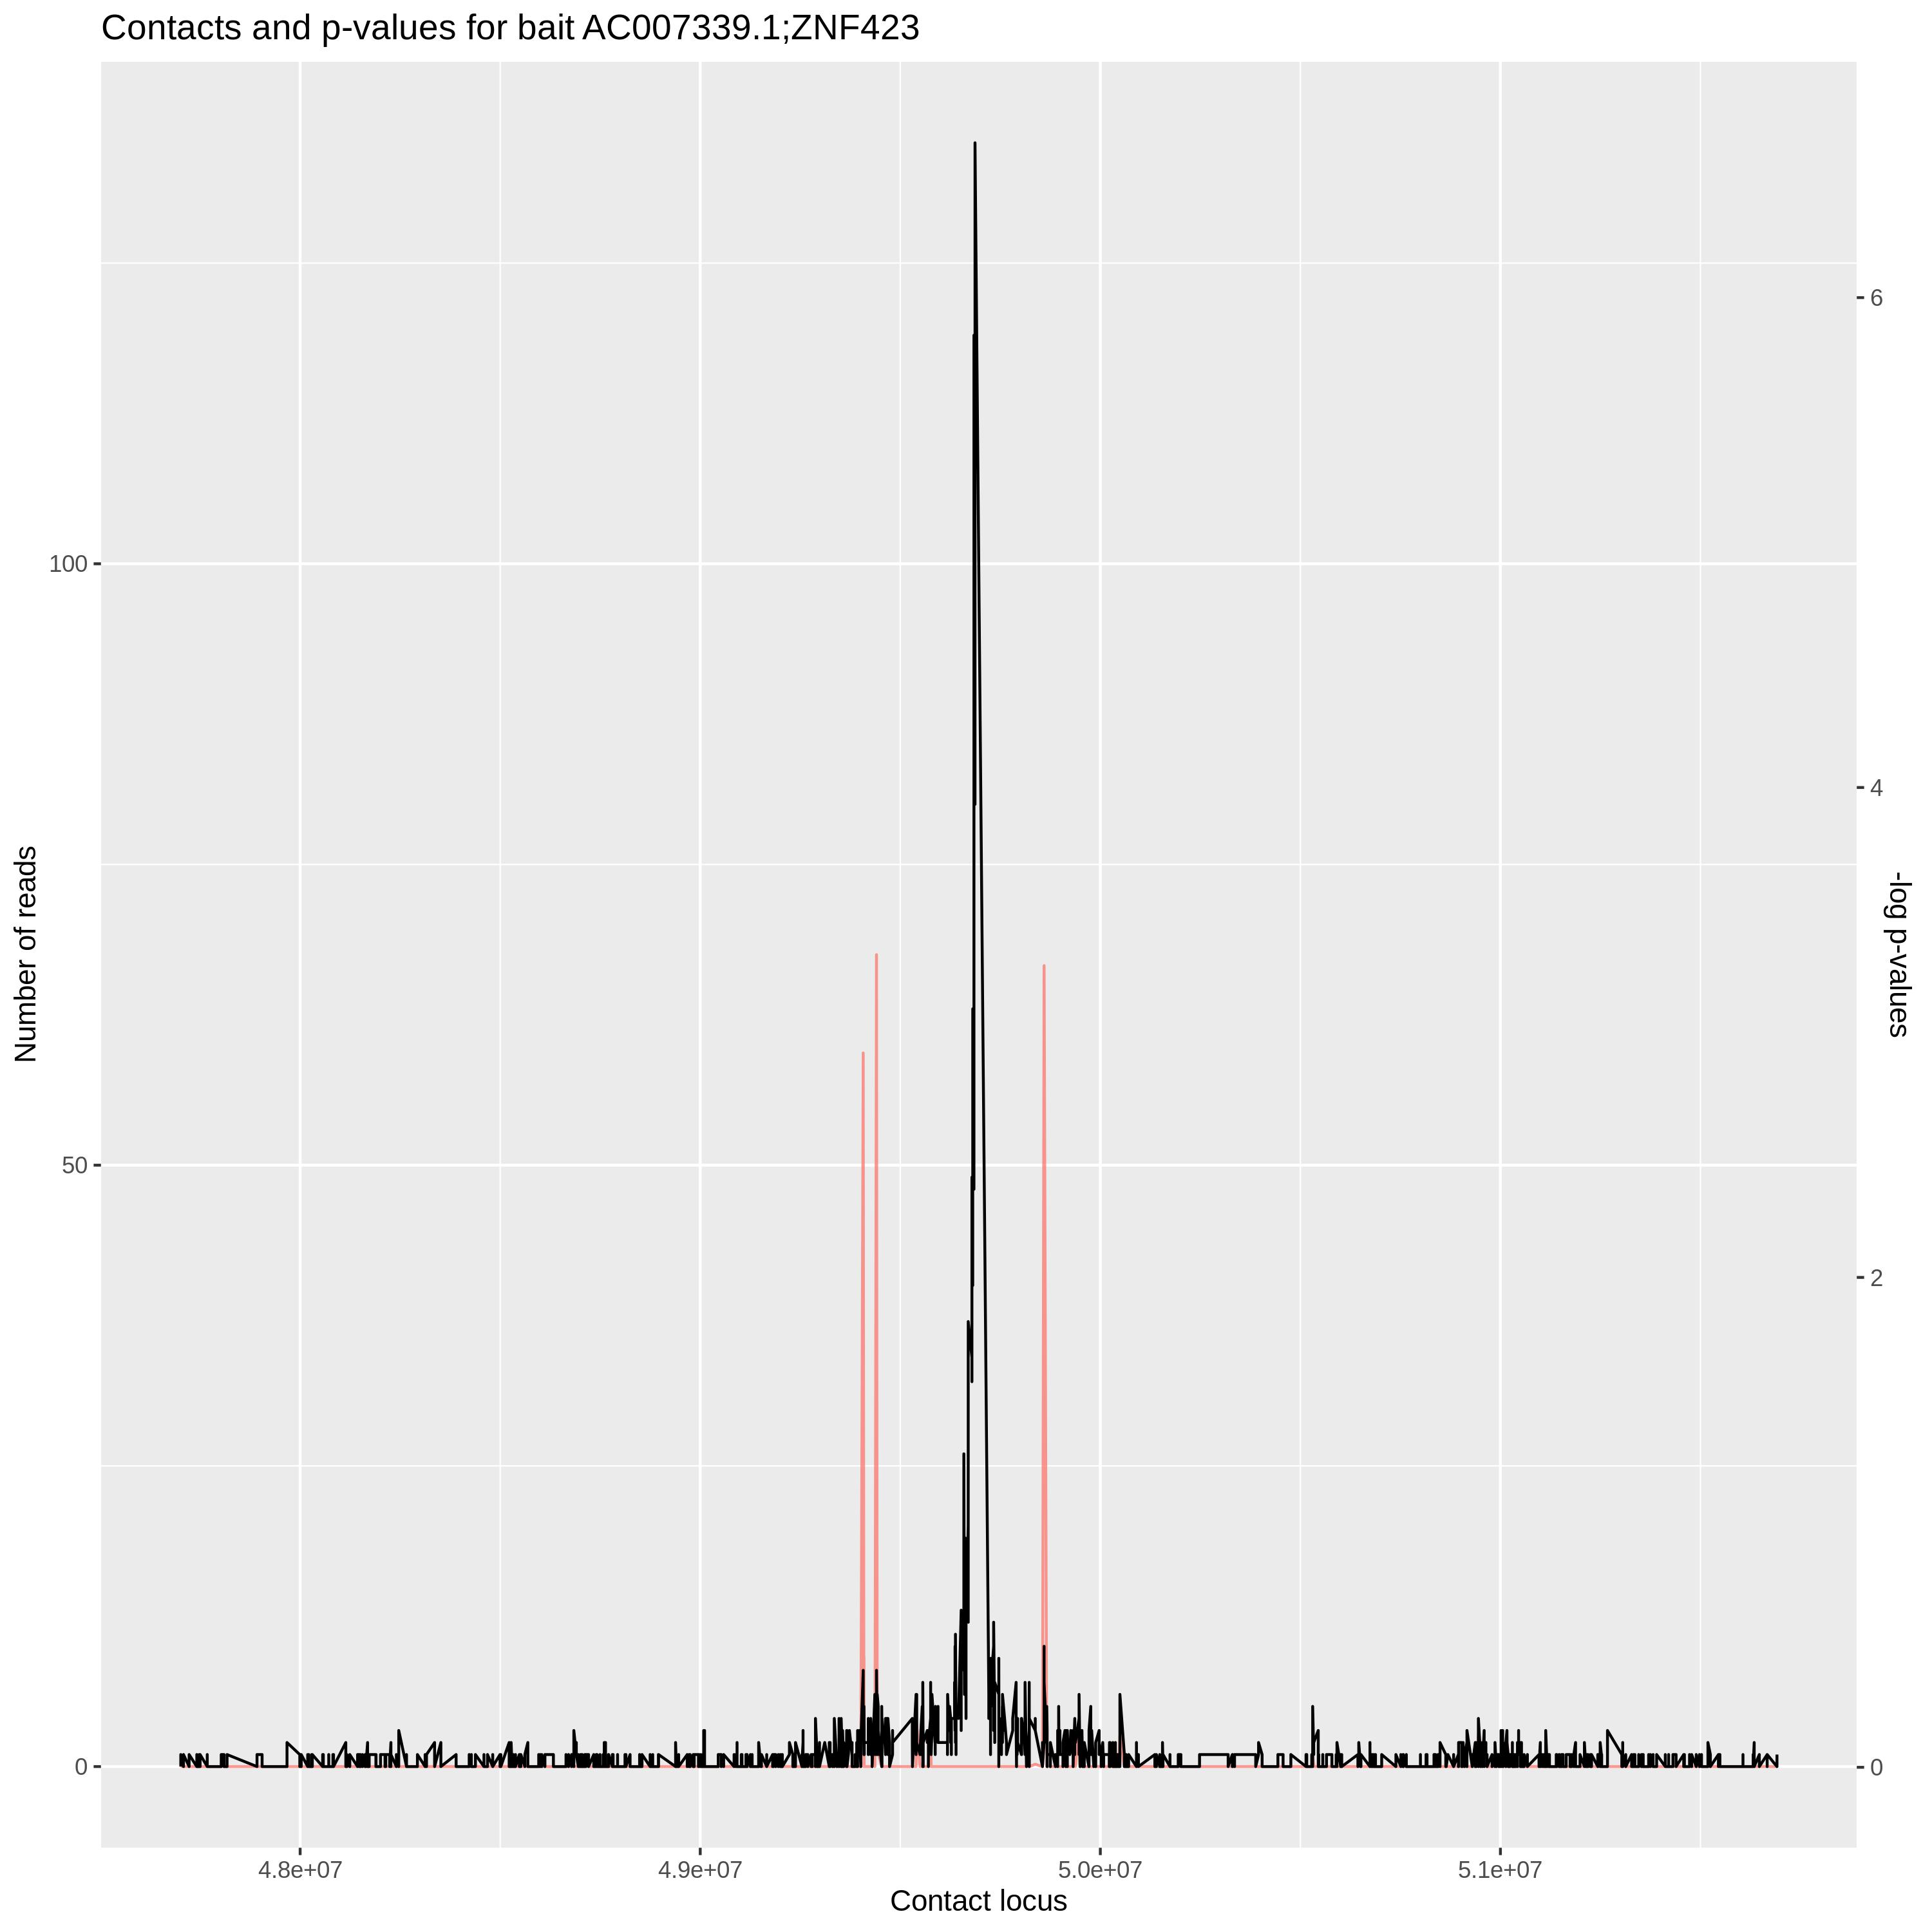 Contacts and p-values for bait AC007339.1;ZNF423
Number of reads
100
50
0
6
4
2
0
-log p-values
4.8e+07
4.9e+07
5.0e+07
5.1e+07
Contact locus